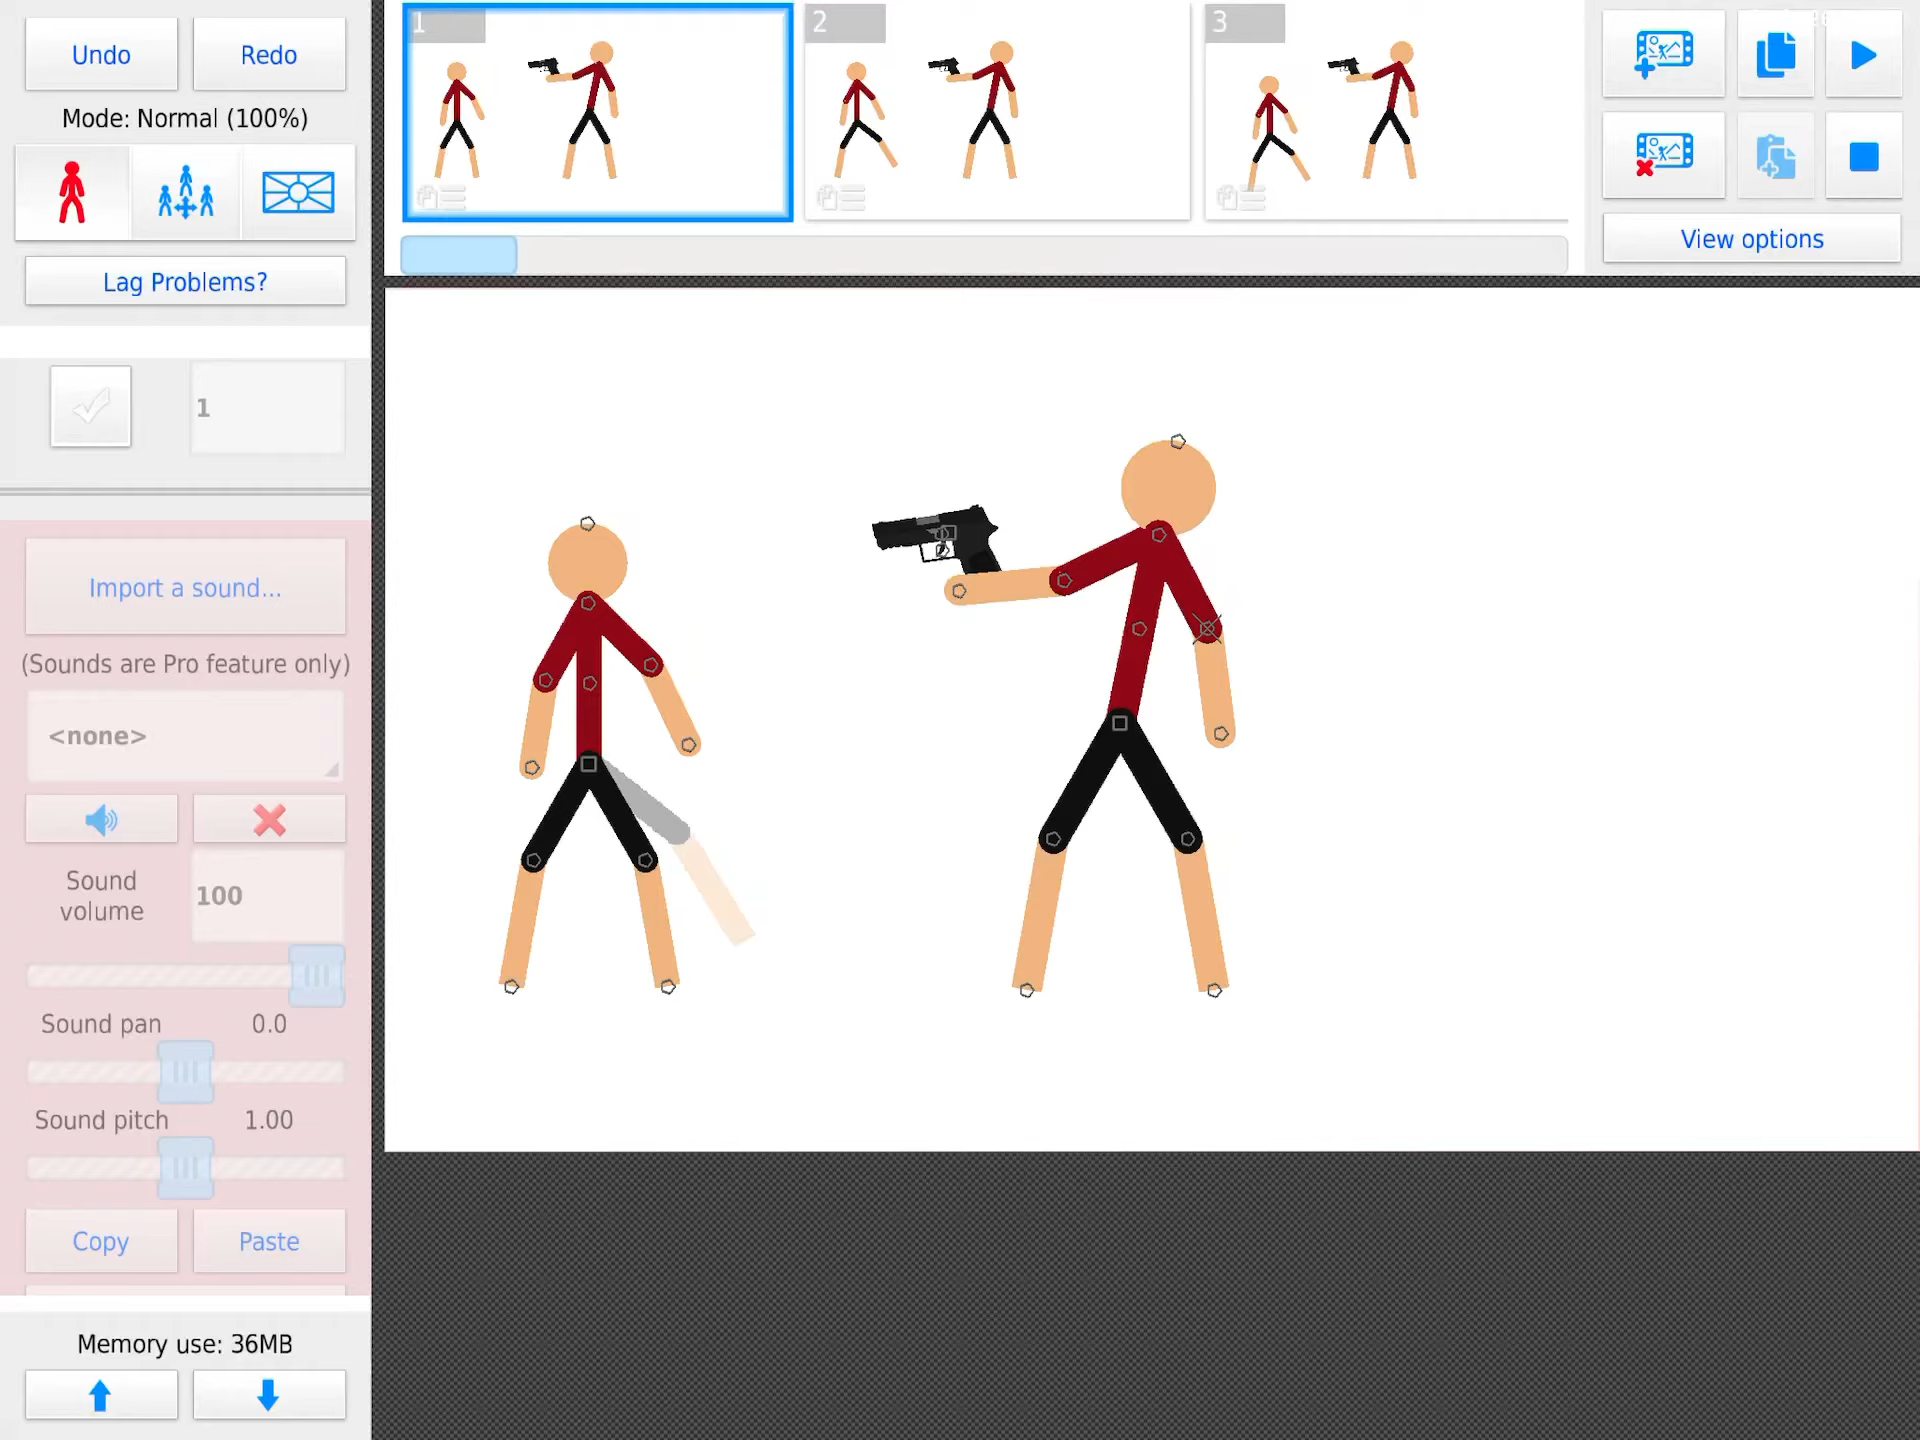 Undo
Redo
Mode: Normal (100%)
Lag Problems?
1
2
3
View options
1
Import a sound...
(Sounds are Pro feature only)
<none>
Sound
volume
100
Sound pan
0.0
Sound pitch
1.00
Copy
Paste
Memory use: 36MB